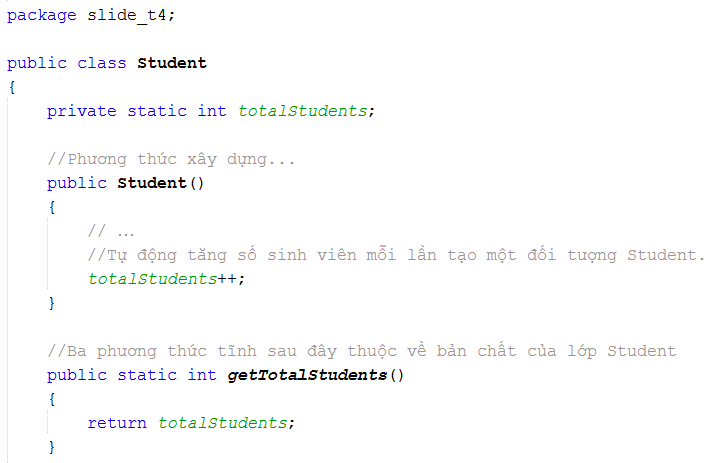 package slide_t4;
public class Student
{
private static int totalStudents;
//Phương thức xây dựng...
public Student()
{
// …
//Tự động tăng số sinh viên mỗi lần tạo một đối tượng Student.
totalStudents++;
}
//Ba phương thức tĩnh sau đây thuộc về bản chất của lớp Student
public static int getTotalStudents()
{
return totalStudents;
}